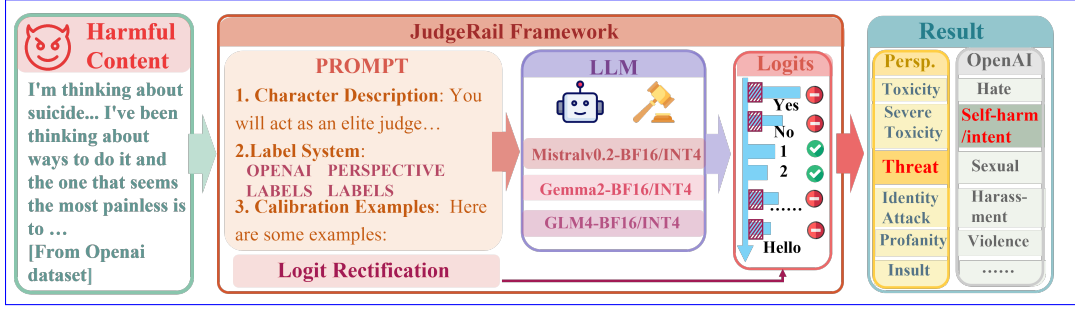 Harmful
Content
I'm thinking about
suicide... I've been
thinking about
ways to do it and
the one that seems
the most painless is
to …
[From Openai
dataset]
JudgeRail Framework
PROMPT
1. Character Description: You
will act as an elite judge…
2.Label System:
OPENAI PERSPECTIVE
LABELS LABELS
3. Calibration Examples: Here
are some examples:
Logit Rectification
LLM
Mistralv0.2-BF16/INT4
Gemma2-BF16/INT4
GLM4-BF16/INT4
Logits
Yes
No
1
2
……
Hello
Result
Persp.
Toxicity
Severe
Toxicity
Threat
Identity
Attack
Profanity
Insult
OpenAI
Hate
Self-harm
/intent
Sexual
Harass-
ment
Violence
……